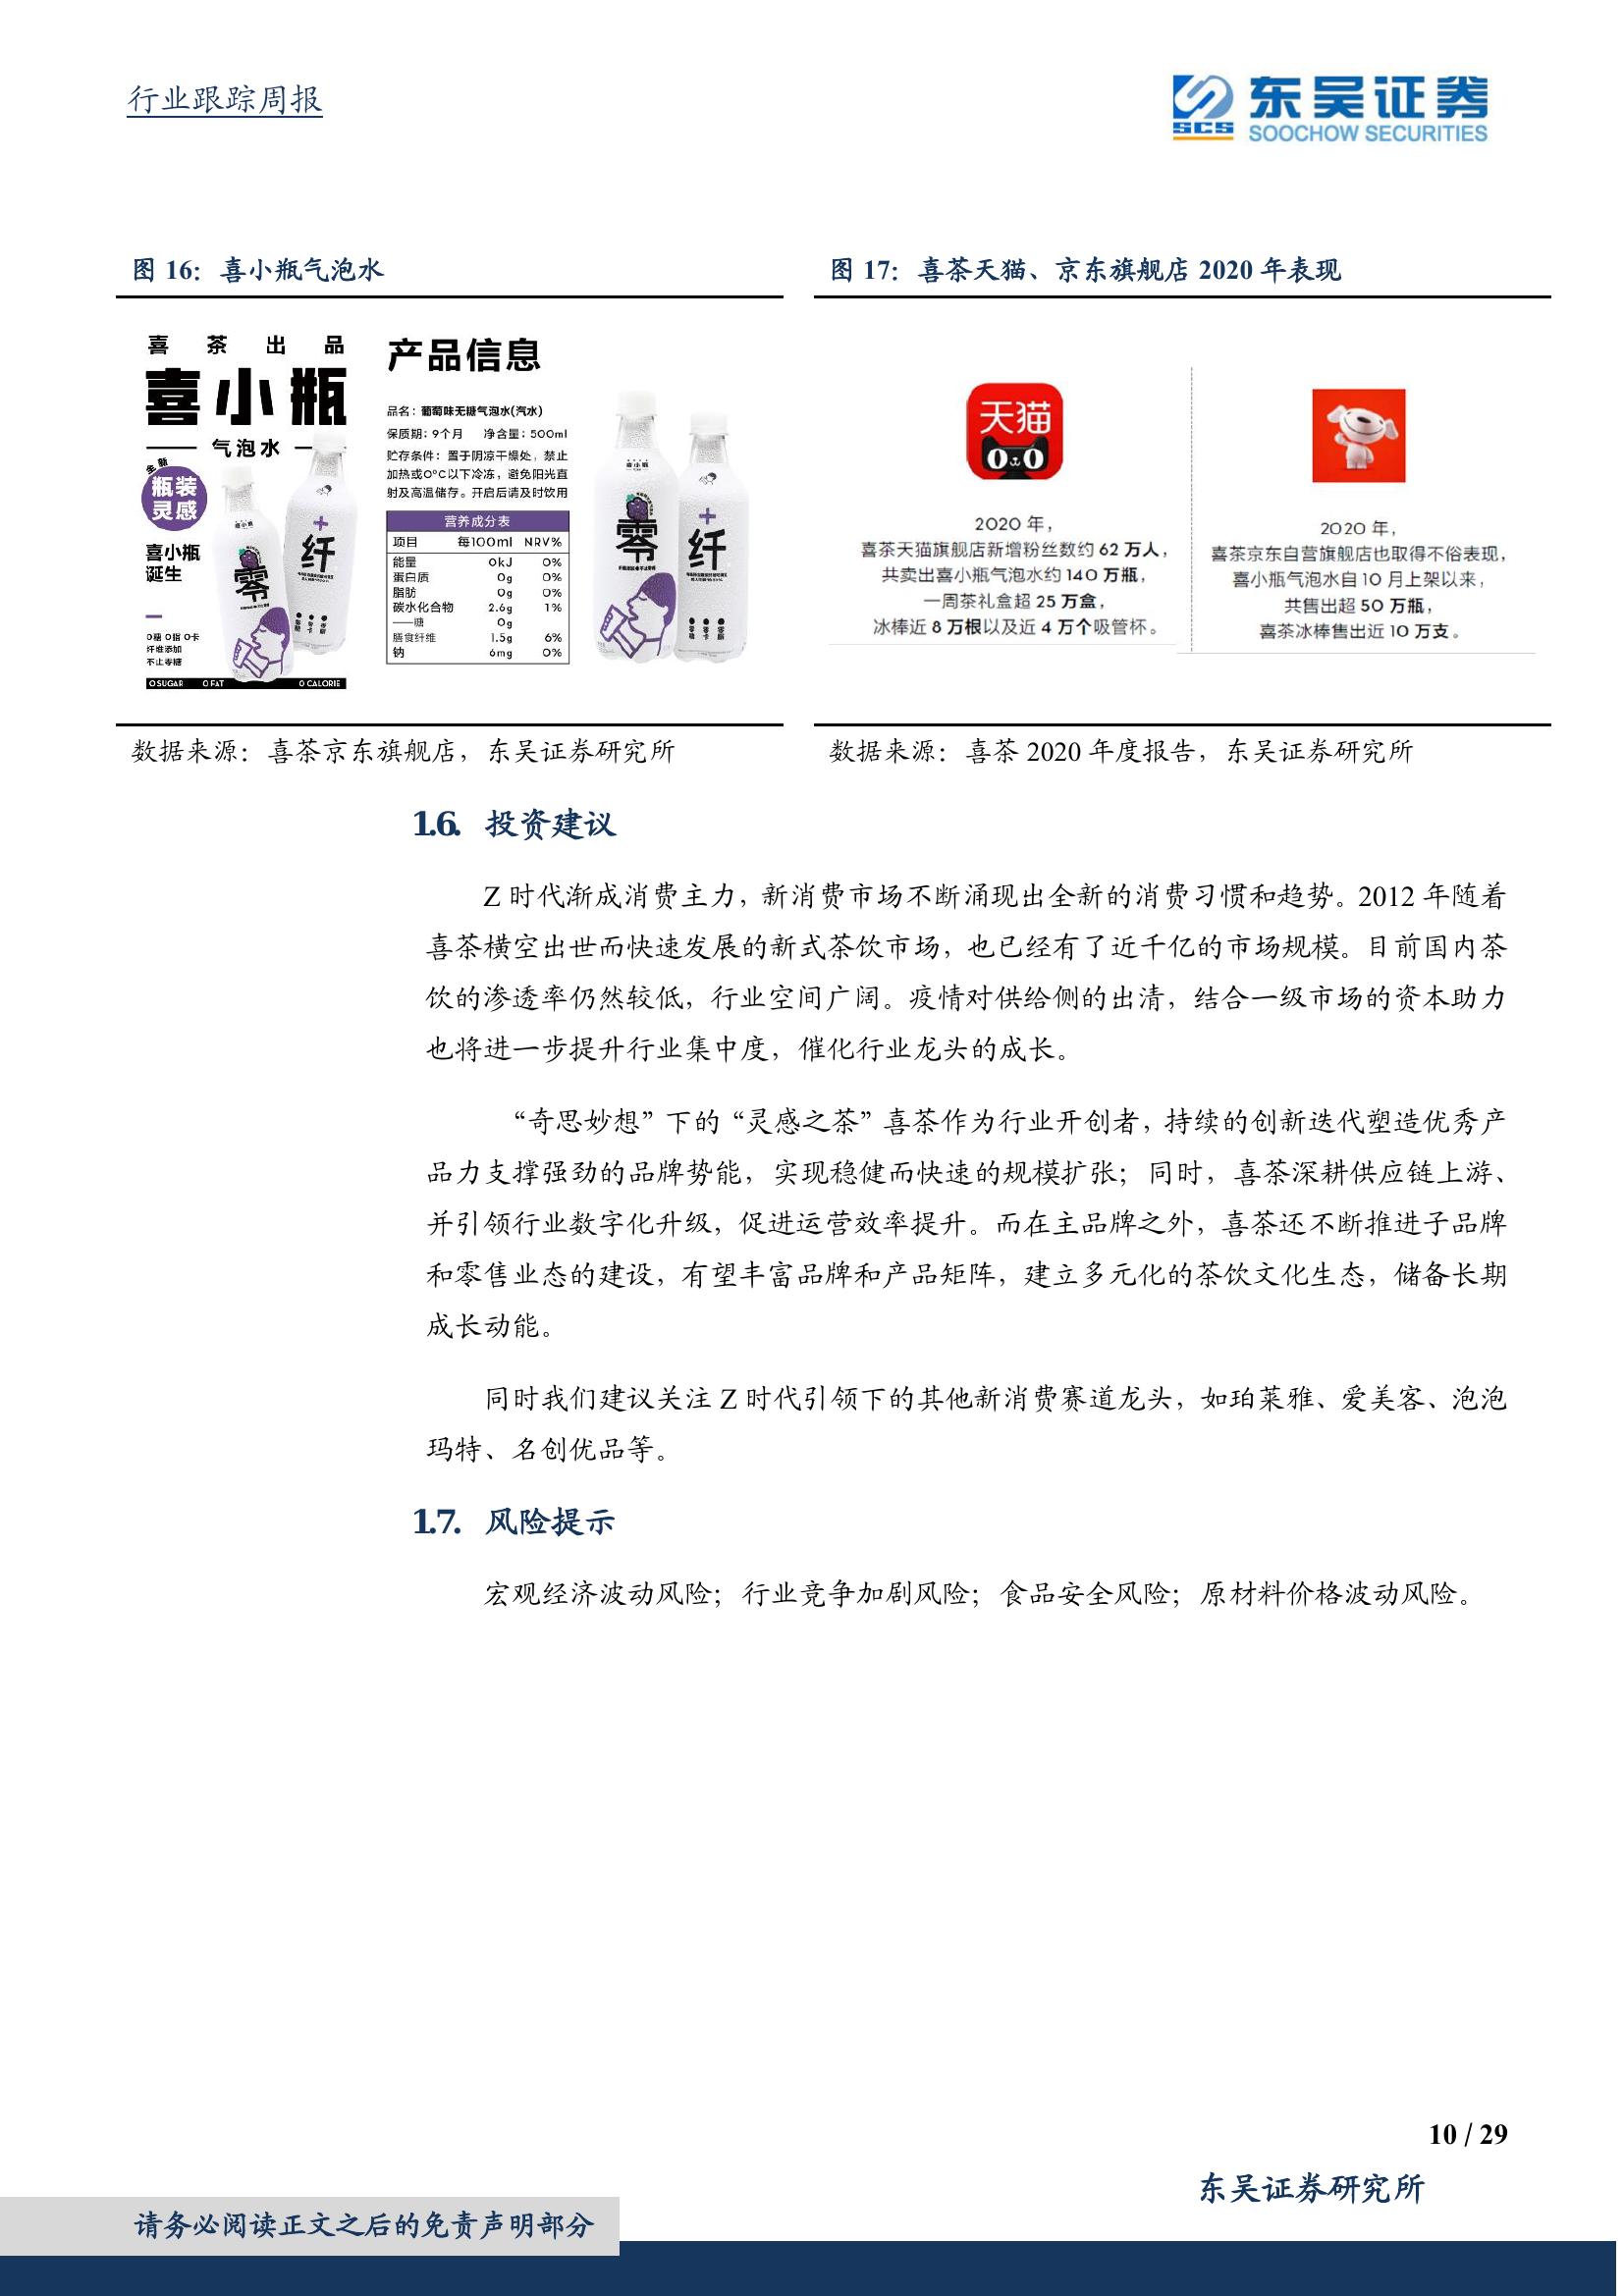 行业跟踪周报
东吴证券
SCS
SOOCHOW SECURITIES
图 16：喜小瓶气泡水
喜茶出品
喜小瓶
气泡水
全新
瓶装
灵感
喜小瓶
诞生
0糖 0脂 0卡
纤维添加
不止零糖
0 SUGAR 0 FAT 0 CALORIE
喜小瓶
零
+
纤
产品信息
品名：葡萄味无糖气泡水(汽水)
保质期：9个月 净含量：500ml
贮存条件：置于阴凉干燥处，禁止
加热或0°C以下冷冻，避免阳光直
射及高温储存。开启后请及时饮用
营养成分表
项目 每100ml NRV%
能量 0kJ 0%
蛋白质 0g 0%
脂肪 0g 0%
碳水化合物 2.6g 1%
——糖 0g
膳食纤维 1.5g 6%
钠 6mg 0%
喜小瓶
零
+
纤
数据来源：喜茶京东旗舰店，东吴证券研究所
图 17：喜茶天猫、京东旗舰店 2020 年表现
天猫
2020 年，
喜茶天猫旗舰店新增粉丝数约 62 万人，
共卖出喜小瓶气泡水约 140 万瓶，
一周茶礼盒超 25 万盒，
冰棒近 8 万根以及近 4 万个吸管杯。
2020 年，
喜茶京东自营旗舰店也取得不俗表现，
喜小瓶气泡水自 10 月上架以来，
共售出超 50 万瓶，
喜茶冰棒售出近 10 万支。
数据来源：喜茶 2020 年度报告，东吴证券研究所
1.6. 投资建议
Z 时代渐成消费主力，新消费市场不断涌现出全新的消费习惯和趋势。2012 年随着
喜茶横空出世而快速发展的新式茶饮市场，也已经有了近千亿的市场规模。目前国内茶
饮的渗透率仍然较低，行业空间广阔。疫情对供给侧的出清，结合一级市场的资本助力
也将进一步提升行业集中度，催化行业龙头的成长。
“奇思妙想”下的“灵感之茶”喜茶作为行业开创者，持续的创新迭代塑造优秀产
品力支撑强劲的品牌势能，实现稳健而快速的规模扩张；同时，喜茶深耕供应链上游、
并引领行业数字化升级，促进运营效率提升。而在主品牌之外，喜茶还不断推进子品牌
和零售业态的建设，有望丰富品牌和产品矩阵，建立多元化的茶饮文化生态，储备长期
成长动能。
同时我们建议关注 Z 时代引领下的其他新消费赛道龙头，如珀莱雅、爱美客、泡泡
玛特、名创优品等。
1.7. 风险提示
宏观经济波动风险；行业竞争加剧风险；食品安全风险；原材料价格波动风险。
10 / 29
东吴证券研究所
请务必阅读正文之后的免责声明部分